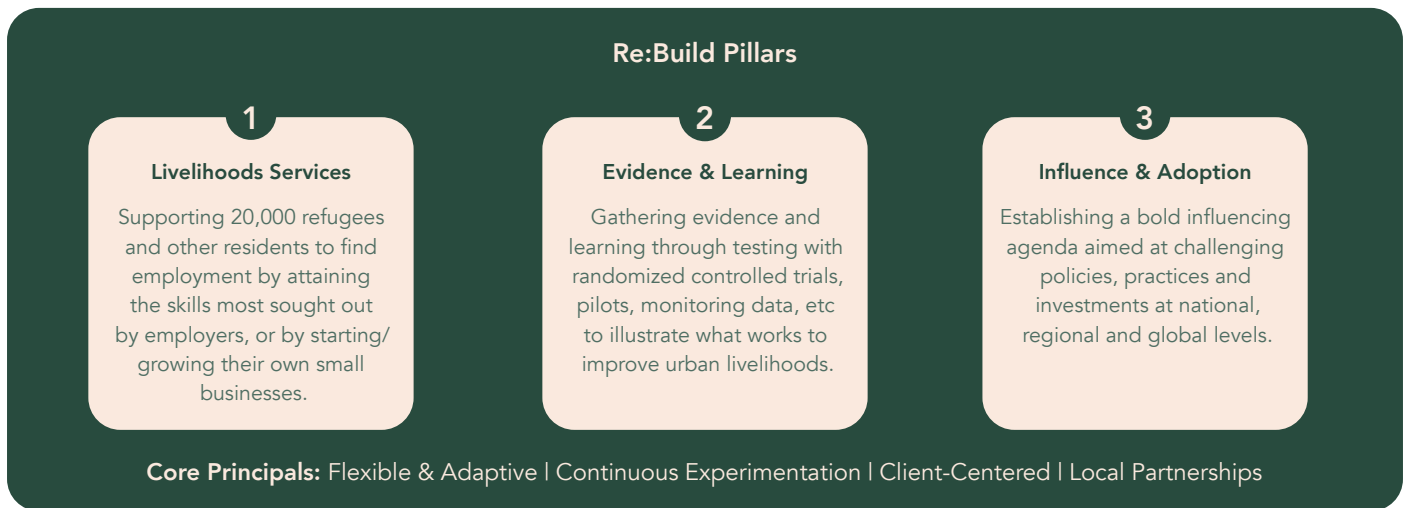 Re:Build Pillars
1
Livelihoods Services
Supporting 20,000 refugees
and other residents to find
employment by attaining
the skills most sought out
by employers, or by starting/
growing their own small
businesses.
2
Evidence & Learning
Gathering evidence and
learning through testing with
randomized controlled trials,
pilots, monitoring data, etc
to illustrate what works to
improve urban livelihoods.
3
Influence & Adoption
Establishing a bold influencing
agenda aimed at challenging
policies, practices and
investments at national,
regional and global levels.
Core Principals: Flexible & Adaptive | Continuous Experimentation | Client-Centered | Local Partnerships